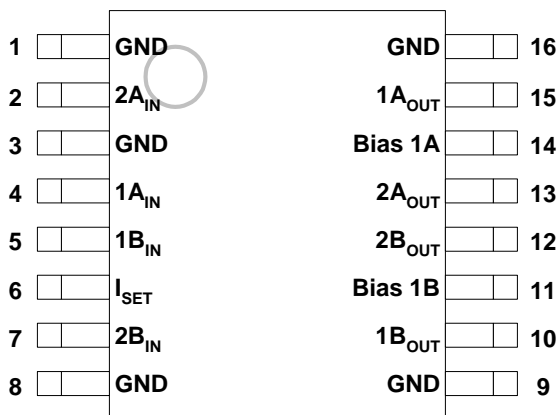 1 GND GND 16
2 2A_IN 1A_OUT 15
3 GND Bias 1A 14
4 1A_IN 2A_OUT 13
5 1B_IN 2B_OUT 12
6 I_SET Bias 1B 11
7 2B_IN 1B_OUT 10
8 GND GND 9